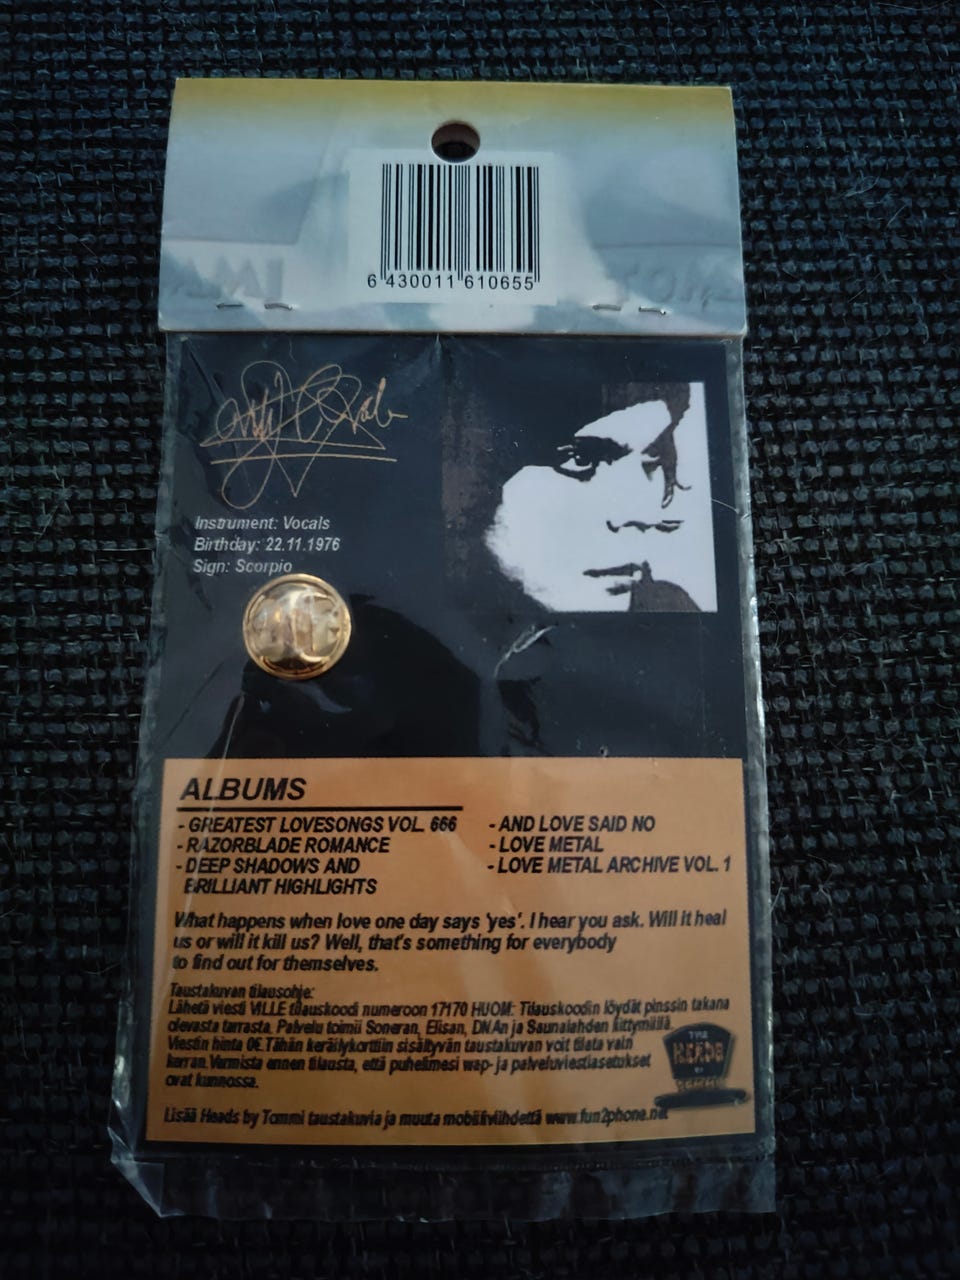 6 430011 610655
Instrument: Vocals
Birthday: 22.11.1976
Sign: Scorpio
ALBUMS
- GREATEST LOVESONGS VOL. 666
- RAZORBLADE ROMANCE
- DEEP SHADOWS AND
BRILLIANT HIGHLIGHTS
- AND LOVE SAID NO
- LOVE METAL
- LOVE METAL ARCHIVE VOL. 1
What happens when love one day says 'yes'. I hear you ask. Will it heal
us or will it kill us? Well, that's something for everybody
to find out for themselves.
Taustakuvan tilausohje:
Lähetä viesti VILLE tilauskoodi numeroon 17170 HUOM: Tilauskoodin löydät pinssin takana
olevasta tarrasta. Palvelu toimii Soneran, Elisan, DNAn ja Saunalahden liittymillä.
Viestin hinta 0€. Tähän keräilykorttiin sisältyvän taustakuvan voit tilata vain
kerran. Varmista ennen tilausta, että puhelimesi wap- ja palveluviestiasetukset
ovat kunnossa.
HEADS
Lisää Heads by Tommi taustakuvia ja muuta mobiiliviihdettä www.fun2phone.net